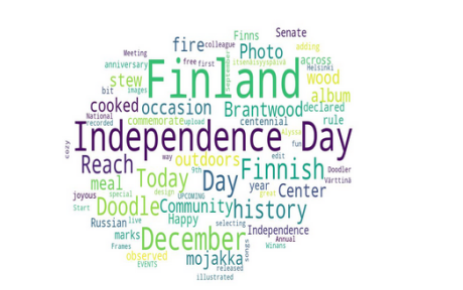 Finns
Senate
Meeting
fire
colleague
adding
anniversary
free
first
Photo
itsenäisyyspäivä
across
bit
images
Finland
Helsinki
stew
September
wood
album
cooked
occasion
Brantwood
declared
National
recorded
commemorate
upload
centennial
rule
Independence Day
cozy
Alyssa
fun
Reach
way
outdoors
edit
Finnish
Doodler
Varttina
meal
Today
9th
Day
year
great
Center
joyous
special
design
UPCOMING
Start
Doodle
Community
history
Russian
live
Happy
selecting
Independence
marks
December
songs
Annual
Frames
Winans
observed
mojakka
EVENTS
released
illustrated